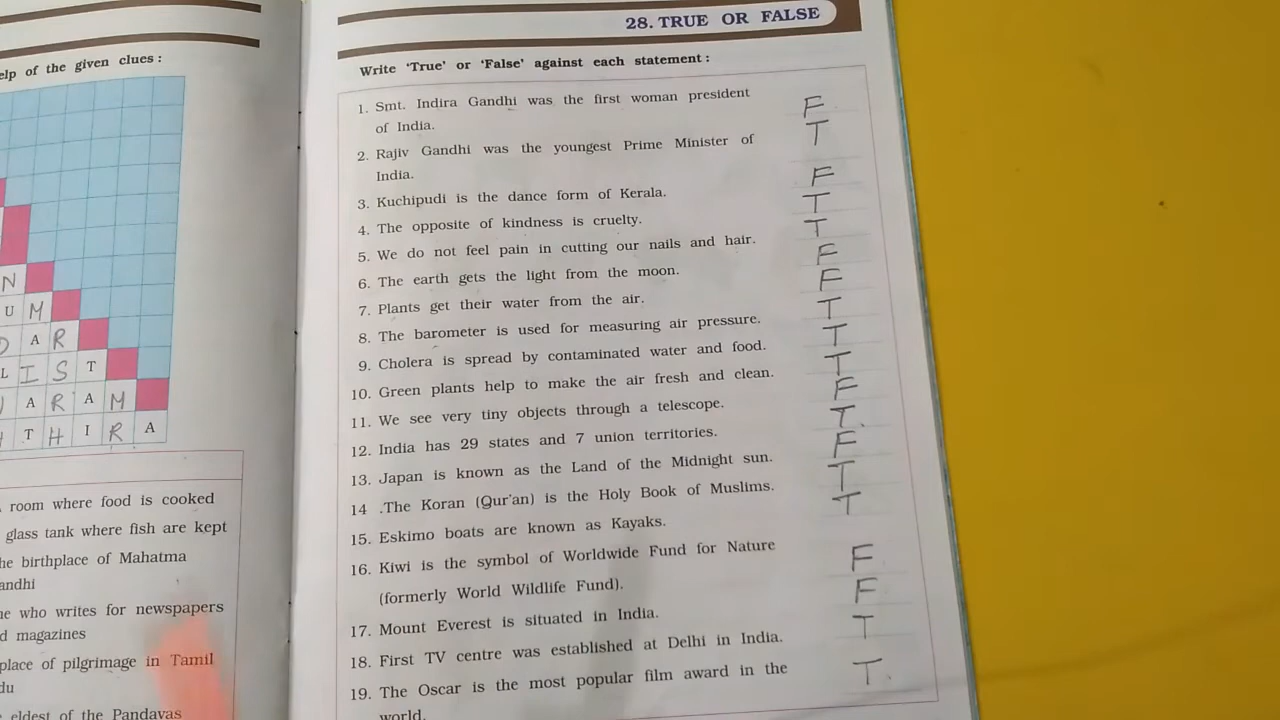 elp of the given clues :
N
U M
A R
L I S T
A R A M
T H I R A
room where food is cooked
glass tank where fish are kept
he birthplace of Mahatma
andhi
ne who writes for newspapers
d magazines
place of pilgrimage in Tamil
du
eldest of the Pandavas
28. TRUE OR FALSE
Write 'True' or 'False' against each statement :
1. Smt. Indira Gandhi was the first woman president
of India. F
2. Rajiv Gandhi was the youngest Prime Minister of T
India.
3. Kuchipudi is the dance form of Kerala. F
4. The opposite of kindness is cruelty. T
5. We do not feel pain in cutting our nails and hair. T
6. The earth gets the light from the moon. F
7. Plants get their water from the air. F
8. The barometer is used for measuring air pressure. T
9. Cholera is spread by contaminated water and food. T
10. Green plants help to make the air fresh and clean. T
11. We see very tiny objects through a telescope. F
12. India has 29 states and 7 union territories. T
13. Japan is known as the Land of the Midnight sun. F
14 .The Koran (Qur'an) is the Holy Book of Muslims. T
15. Eskimo boats are known as Kayaks. T
16. Kiwi is the symbol of Worldwide Fund for Nature
(formerly World Wildlife Fund). F
17. Mount Everest is situated in India. F
18. First TV centre was established at Delhi in India. T
19. The Oscar is the most popular film award in the T
world.